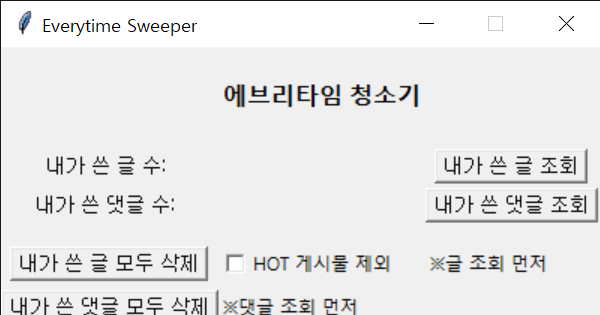 Everytime Sweeper
에브리타임 청소기
내가 쓴 글 수: 내가 쓴 글 조회
내가 쓴 댓글 수: 내가 쓴 댓글 조회
내가 쓴 글 모두 삭제 HOT 게시물 제외 ※글 조회 먼저
내가 쓴 댓글 모두 삭제 ※댓글 조회 먼저